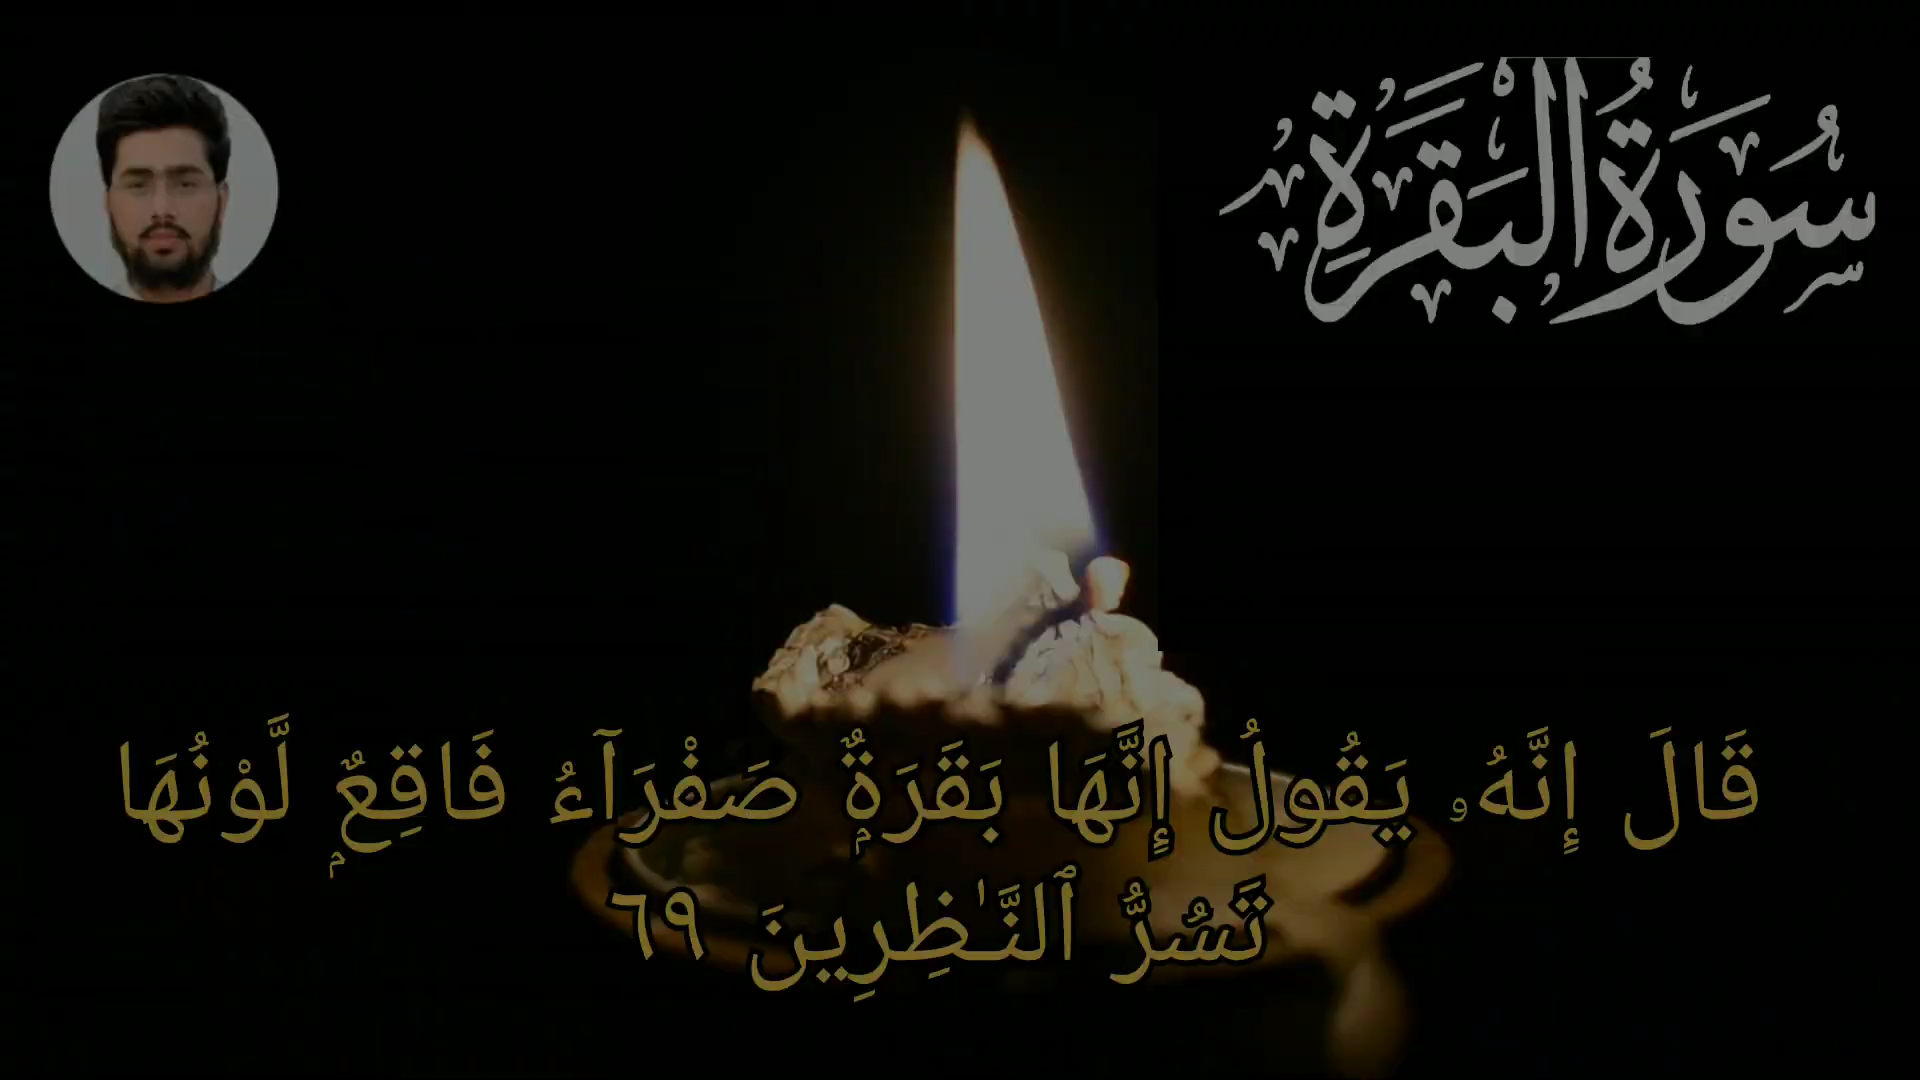 سُورَةُ البَقَرَةِ
قَالَ إِنَّهُۥ يَقُولُ إِنَّهَا بَقَرَةٌۭ صَفْرَآءُ فَاقِعٌۭ لَّوْنُهَا
تَسُرُّ ٱلنَّـٰظِرِينَ ٦٩